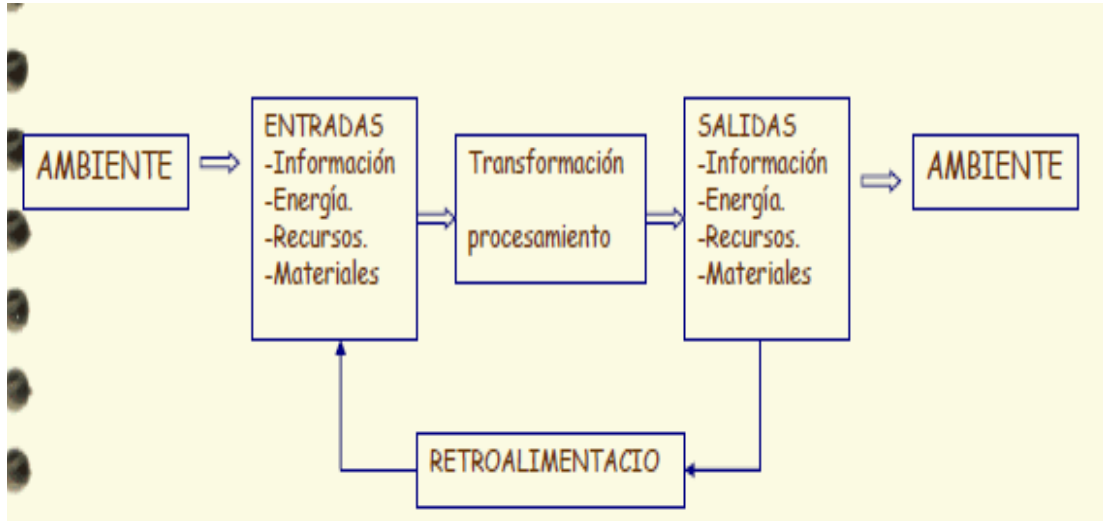 AMBIENTE
ENTRADAS
-Información
-Energía.
-Recursos.
-Materiales
Transformación
procesamiento
SALIDAS
-Información
-Energía.
-Recursos.
-Materiales
AMBIENTE
RETROALIMENTACIO